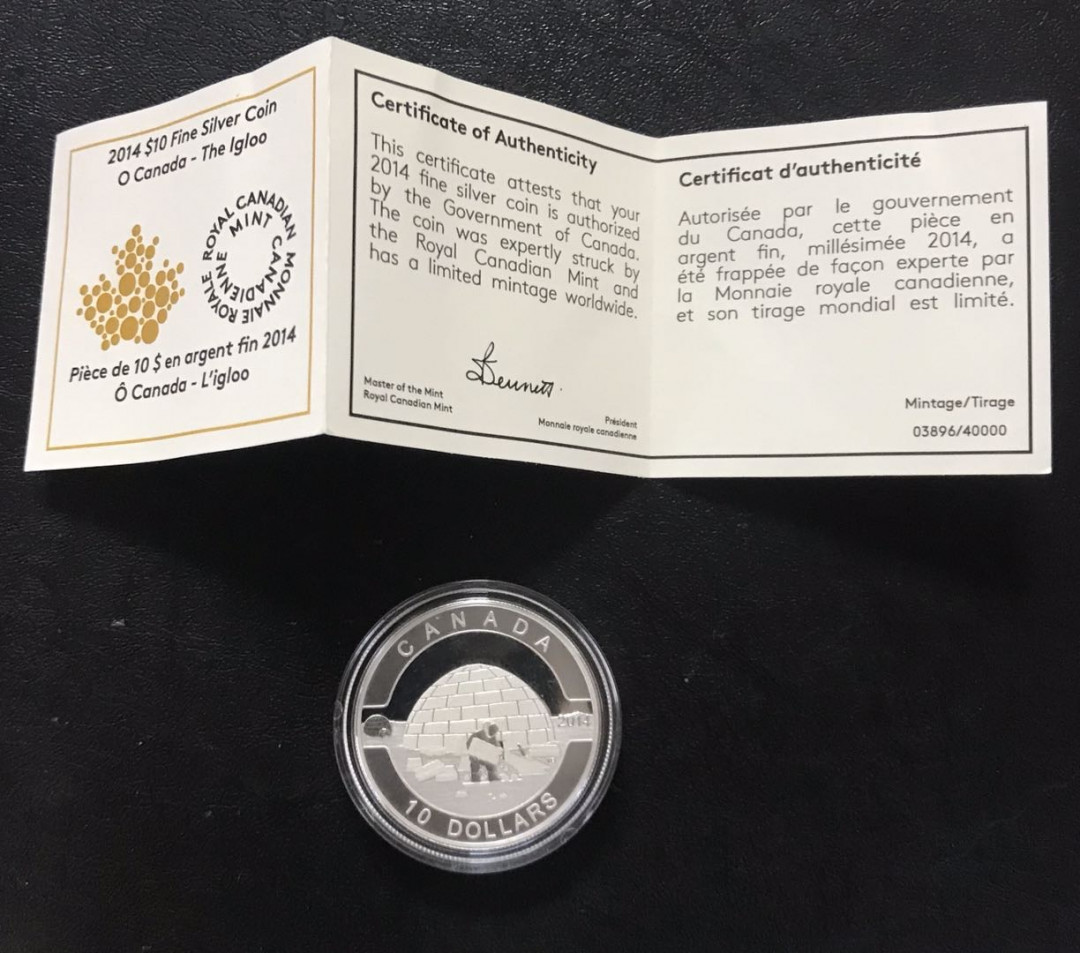 2014 $10 Fine Silver Coin
O Canada - The Igloo
ROYAL CANADIAN MINT
MONNAIE ROYALE CANADIENNE
Pièce de 10 $ en argent fin 2014
Ô Canada - L'igloo
Certificate of Authenticity
This certificate attests that your
2014 fine silver coin is authorized
by the Government of Canada.
The coin was expertly struck by
the Royal Canadian Mint and
has a limited mintage worldwide.
Bennett
Master of the Mint
Royal Canadian Mint
Président
Monnaie royale canadienne
Certificat d'authenticité
Autorisée par le gouvernement
du Canada, cette pièce en
argent fin, millésimée 2014, a
été frappée de façon experte par
la Monnaie royale canadienne,
et son tirage mondial est limité.
Mintage/Tirage
03896/40000
CANADA
2014
10 DOLLARS